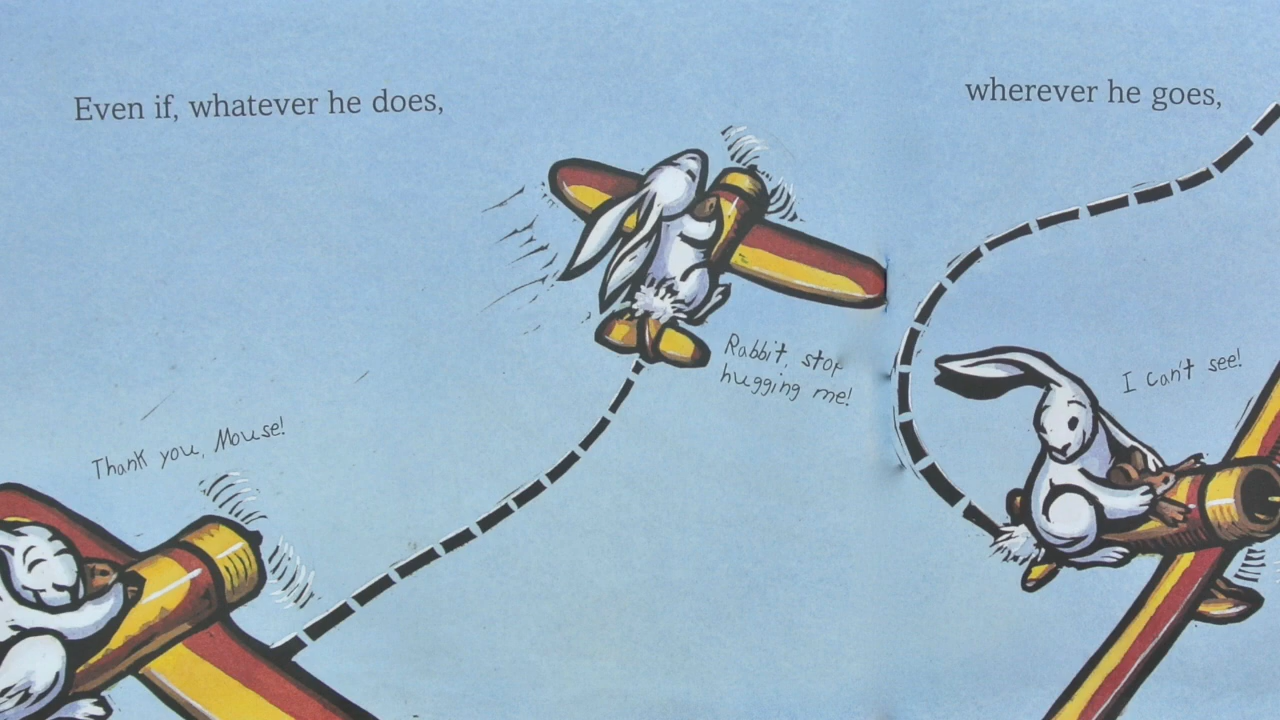 Even if, whatever he does,
Thank you, Mouse!
Rabbit, stop
hugging me!
wherever he goes,
I can't see!